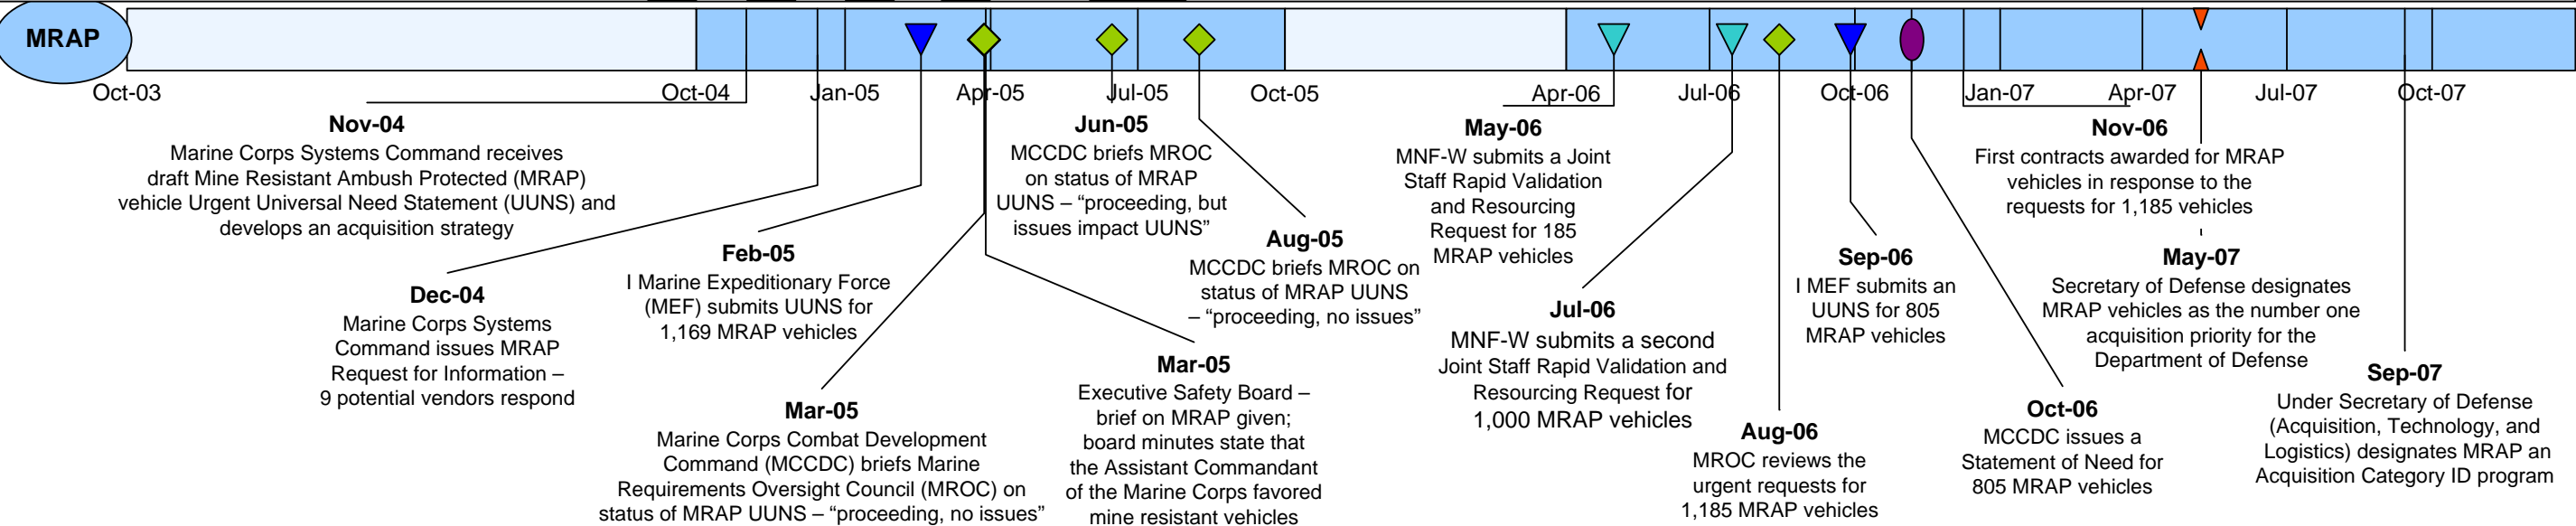 MRAP
Oct-03
Oct-04
Jan-05
Apr-05
Jul-05
Oct-05
Apr-06
Jul-06
Oct-06
Jan-07
Apr-07
Jul-07
Oct-07
Nov-04
Marine Corps Systems Command receives
draft Mine Resistant Ambush Protected (MRAP)
vehicle Urgent Universal Need Statement (UUNS) and
develops an acquisition strategy
Dec-04
Marine Corps Systems
Command issues MRAP
Request for Information –
9 potential vendors respond
Feb-05
I Marine Expeditionary Force
(MEF) submits UUNS for
1,169 MRAP vehicles
Mar-05
Marine Corps Combat Development
Command (MCCDC) briefs Marine
Requirements Oversight Council (MROC) on
status of MRAP UUNS – “proceeding, no issues”
Mar-05
Executive Safety Board –
brief on MRAP given;
board minutes state that
the Assistant Commandant
of the Marine Corps favored
mine resistant vehicles
Jun-05
MCCDC briefs MROC
on status of MRAP
UUNS – “proceeding, but
issues impact UUNS”
Aug-05
MCCDC briefs MROC on
status of MRAP UUNS
– “proceeding, no issues”
May-06
MNF-W submits a Joint
Staff Rapid Validation
and Resourcing
Request for 185
MRAP vehicles
Jul-06
MNF-W submits a second
Joint Staff Rapid Validation and
Resourcing Request for
1,000 MRAP vehicles
Aug-06
MROC reviews the
urgent requests for
1,185 MRAP vehicles
Sep-06
I MEF submits an
UUNS for 805
MRAP vehicles
Oct-06
MCCDC issues a
Statement of Need for
805 MRAP vehicles
Nov-06
First contracts awarded for MRAP
vehicles in response to the
requests for 1,185 vehicles
May-07
Secretary of Defense designates
MRAP vehicles as the number one
acquisition priority for the
Department of Defense
Sep-07
Under Secretary of Defense
(Acquisition, Technology, and
Logistics) designates MRAP an
Acquisition Category ID program